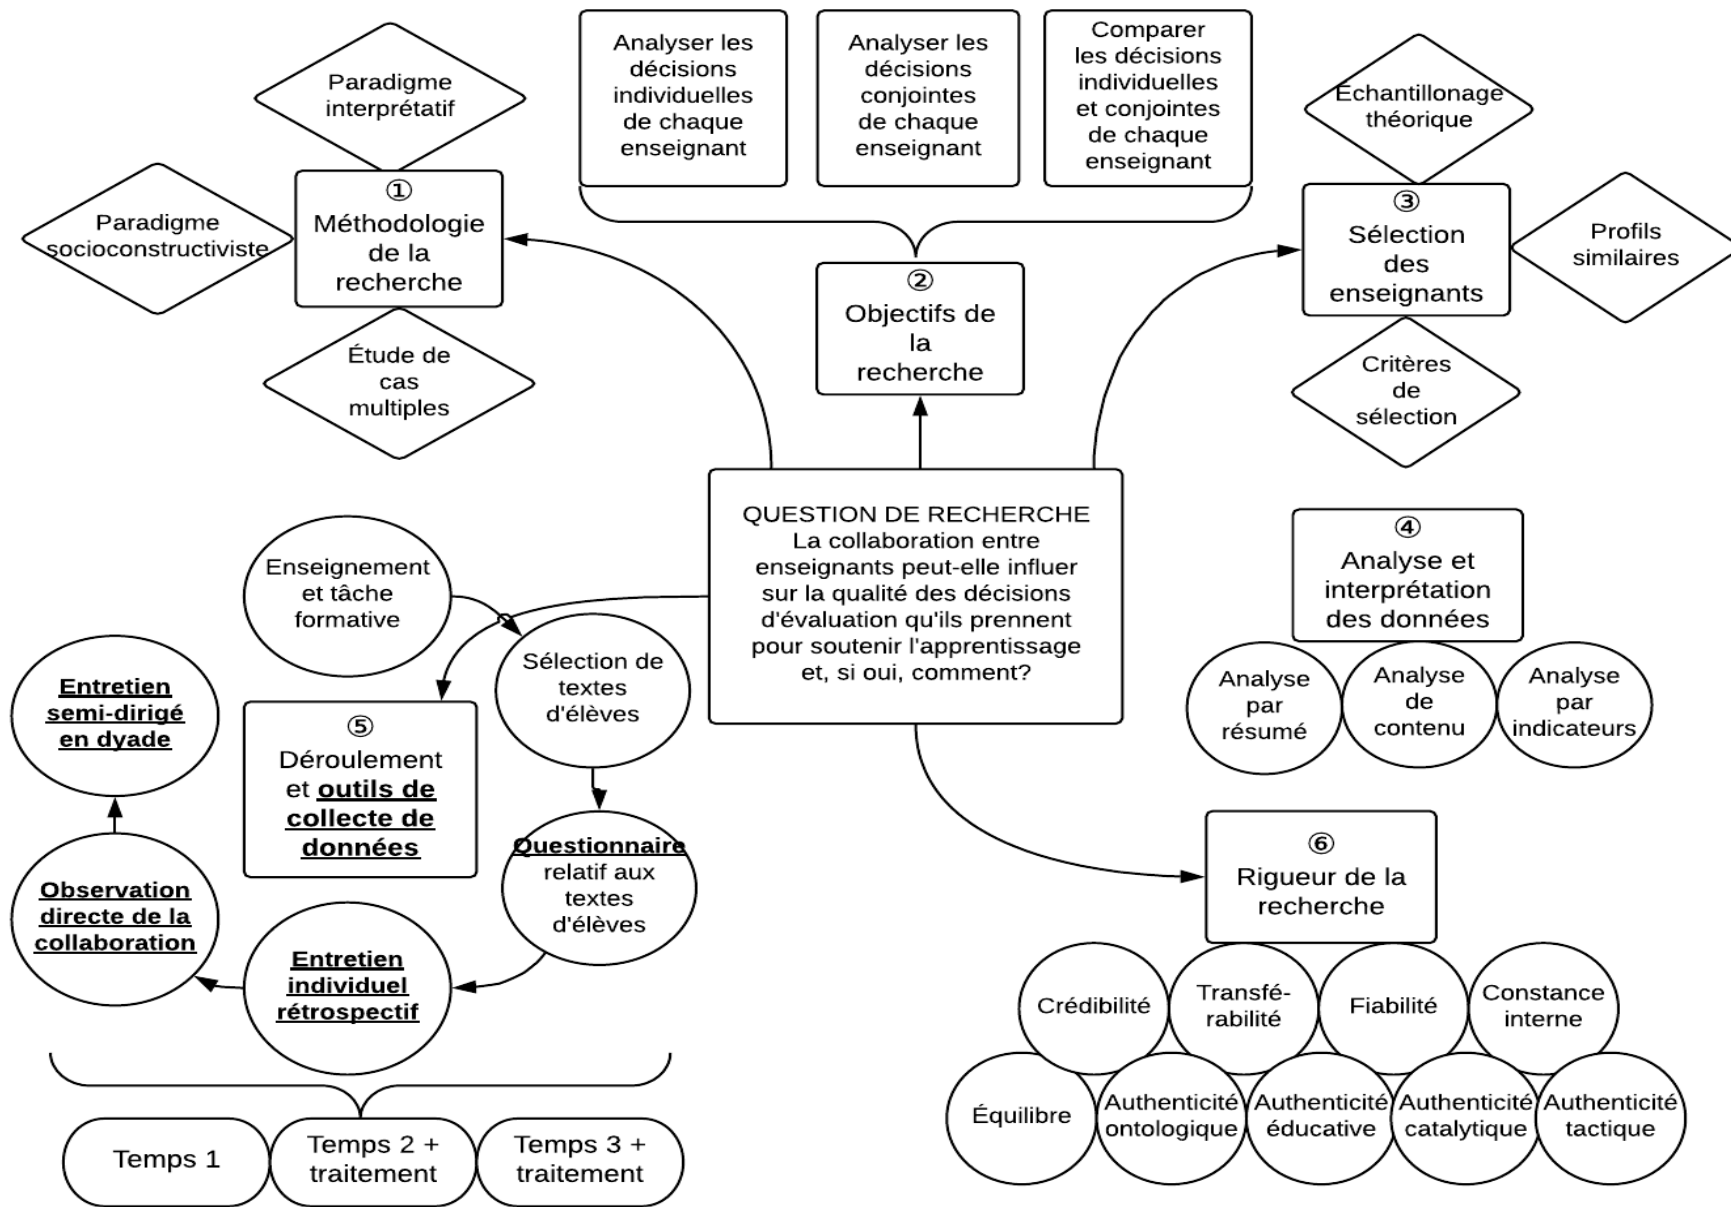 Paradigme
interprétatif
Paradigme
socioconstructiviste
①
Méthodologie
de la
recherche
Étude de
cas
multiples
Analyser les
décisions
individuelles
de chaque
enseignant
Analyser les
décisions
conjointes
de chaque
enseignant
Comparer
les décisions
individuelles
et conjointes
de chaque
enseignant
②
Objectifs de
la
recherche
Échantillonage
théorique
③
Sélection
des
enseignants
Profils
similaires
Critères
de
sélection
QUESTION DE RECHERCHE
La collaboration entre
enseignants peut-elle influer
sur la qualité des décisions
d'évaluation qu'ils prennent
pour soutenir l'apprentissage
et, si oui, comment?
④
Analyse et
interprétation
des données
Analyse
par
résumé
Analyse
de
contenu
Analyse
par
indicateurs
⑤
Déroulement
et outils de
collecte de
données
Enseignement
et tâche
formative
Sélection de
textes
d'élèves
Questionnaire
relatif aux
textes
d'élèves
Entretien
individuel
rétrospectif
Observation
directe de la
collaboration
Entretien
semi-dirigé
en dyade
Temps 1
Temps 2 +
traitement
Temps 3 +
traitement
⑥
Rigueur de la
recherche
Crédibilité
Transfé-
rabilité
Fiabilité
Constance
interne
Équilibre
Authenticité
ontologique
Authenticité
éducative
Authenticité
catalytique
Authenticité
tactique